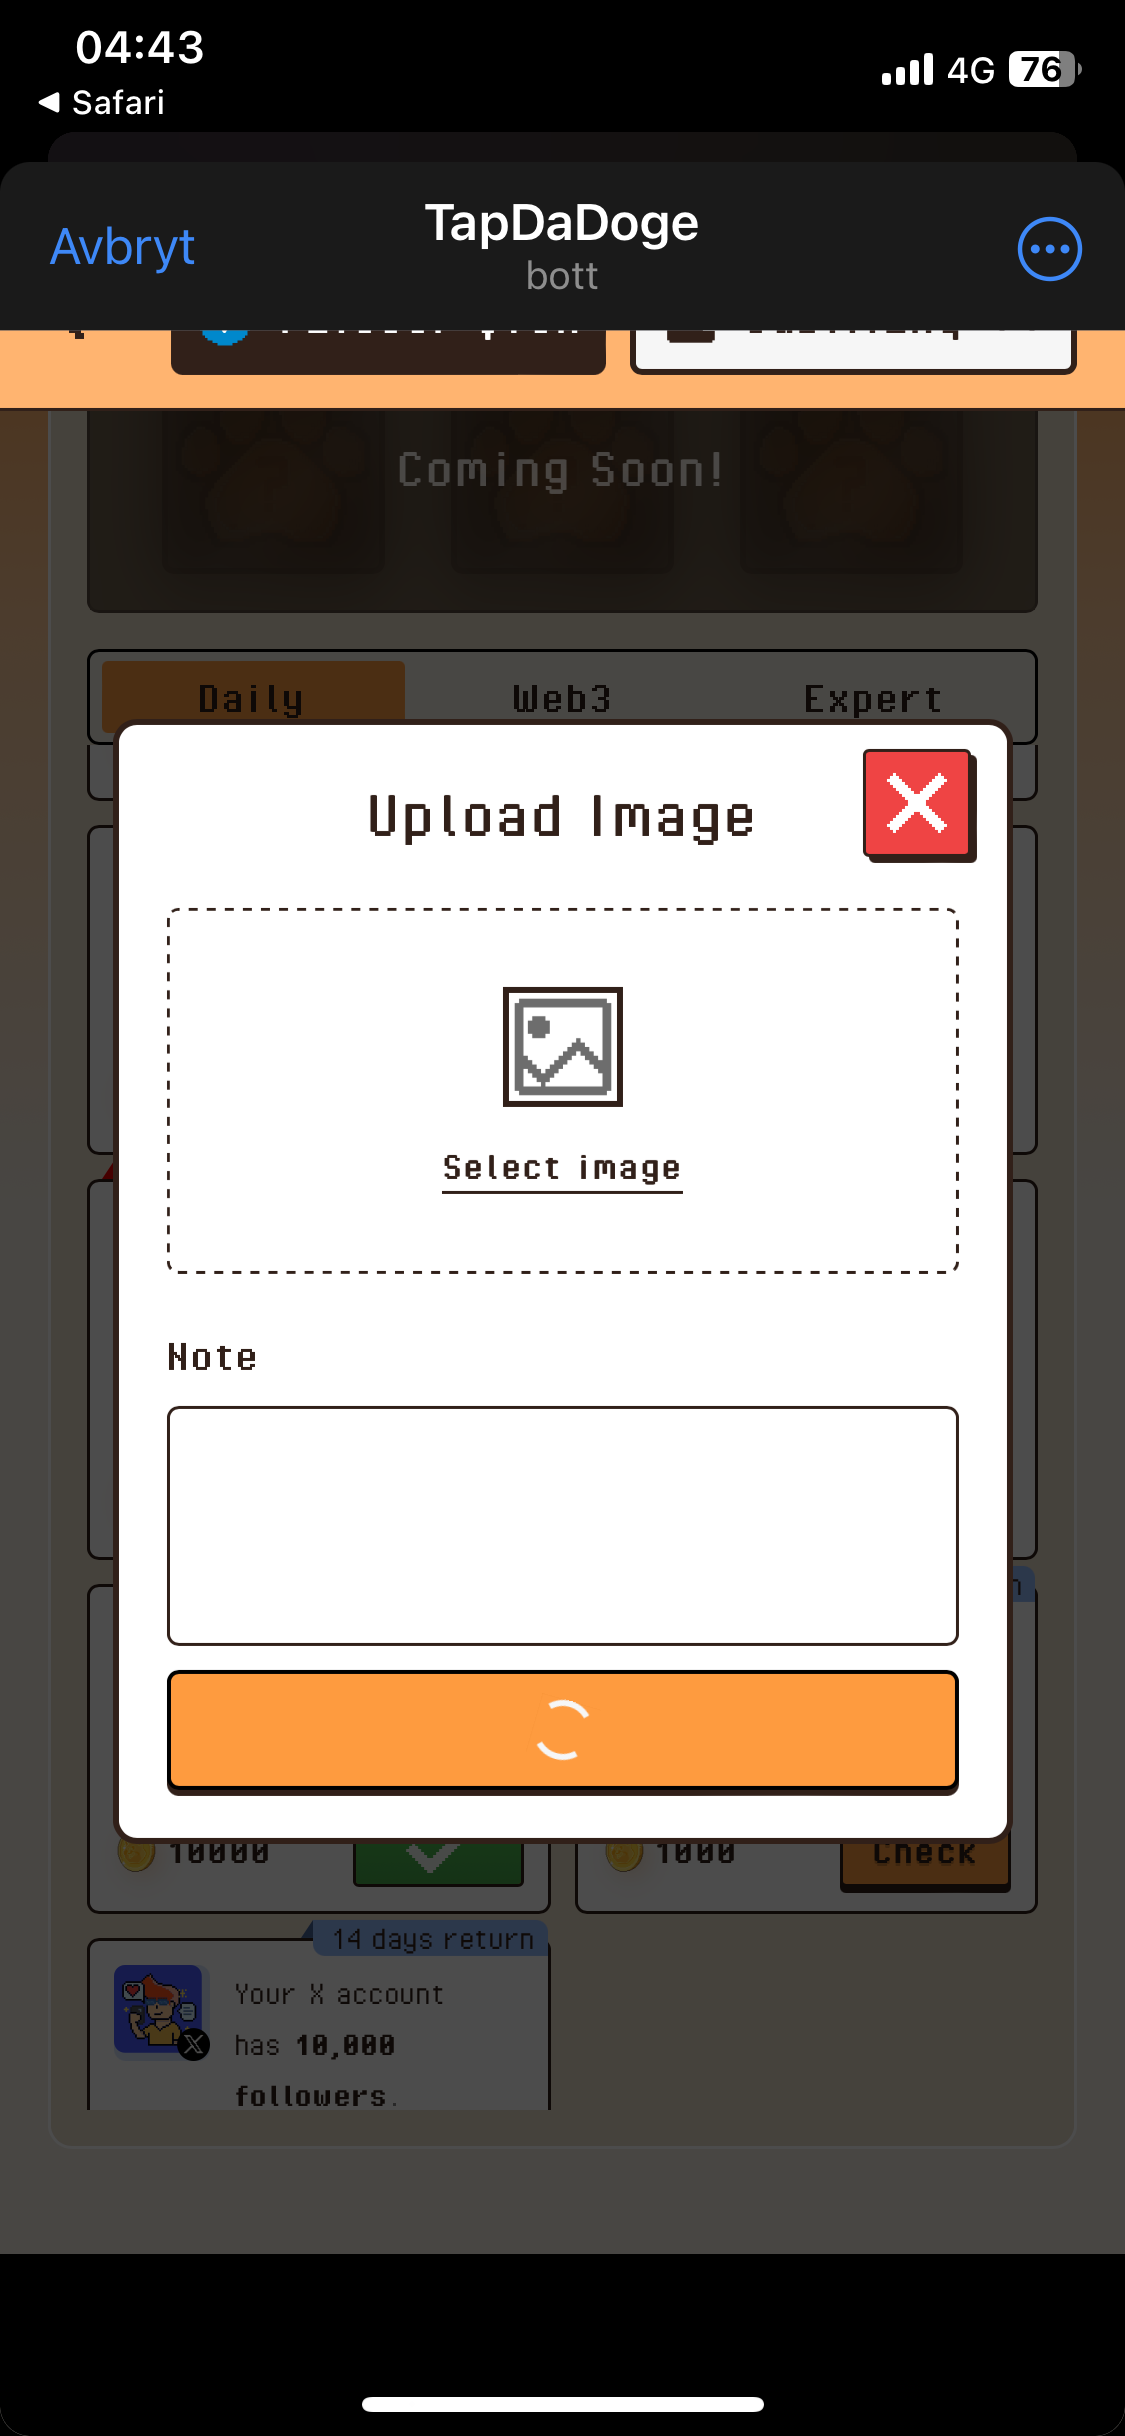 04:43
4G
76
Safari
Avbryt
TapDaDoge
bott
Coming Soon!
Daily
Web3
Expert
Upload Image
Select image
Note
10000
1000
Check
14 days return
Your X account
has 10,000
followers.